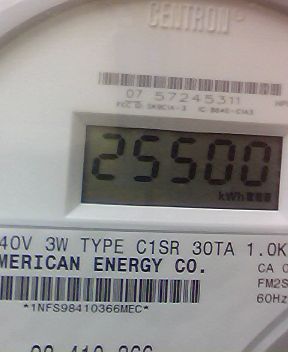 CENTRON
07 57245311
25500
kWh
40V 3W TYPE C1SR 30TA 1.0K
MERICAN ENERGY CO.
CA 0
FM2S
60Hz
*1NFS98410366MEC*